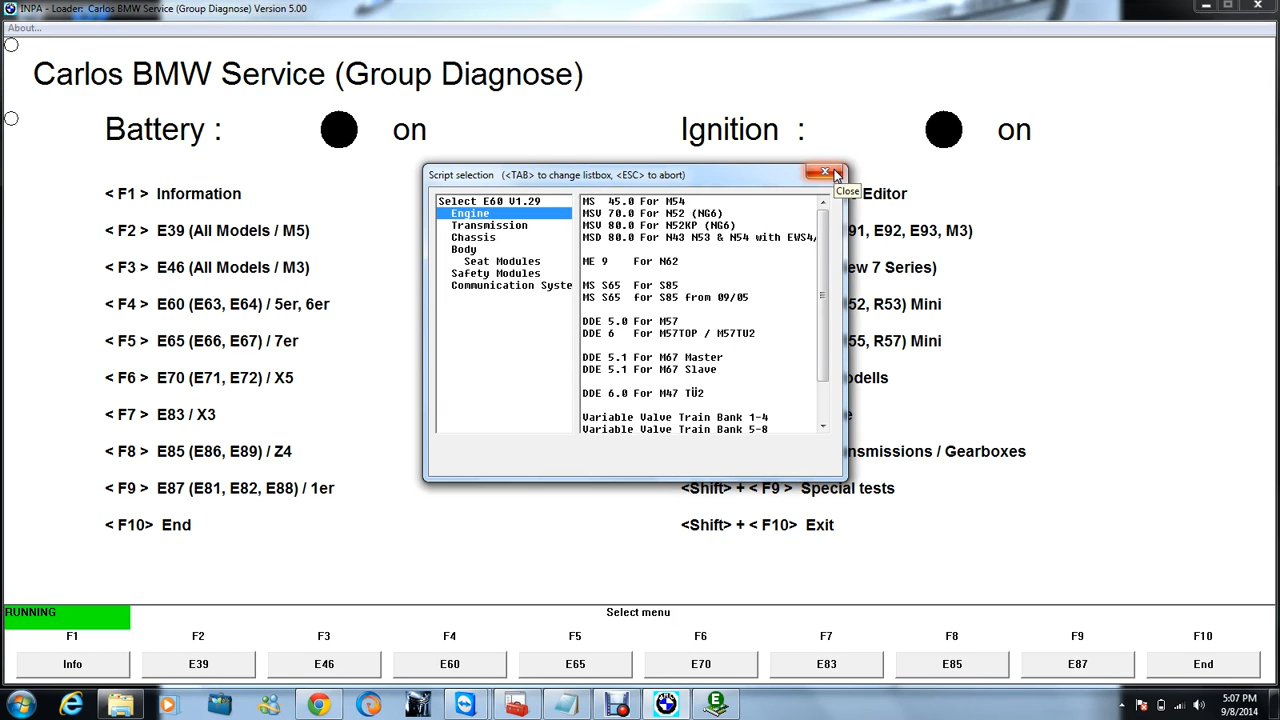 INPA - Loader: Carlos BMW Service (Group Diagnose) Version 5.00
About...
Carlos BMW Service (Group Diagnose)
Battery : on
Ignition : on
< F1 > Information
< F2 > E39 (All Models / M5)
< F3 > E46 (All Models / M3)
< F4 > E60 (E63, E64) / 5er, 6er
< F5 > E65 (E66, E67) / 7er
< F6 > E70 (E71, E72) / X5
< F7 > E83 / X3
< F8 > E85 (E86, E89) / Z4
< F9 > E87 (E81, E82, E88) / 1er
< F10> End
Script selection (<TAB> to change listbox, <ESC> to abort)
Close
Select E60 V1.29
Engine
Transmission
Chassis
Body
Seat Modules
Safety Modules
Communication Syste
MS 45.0 For M54
MSV 70.0 For N52 (NG6)
MSV 80.0 For N52KP (NG6)
MSD 80.0 For N43 N53 & N54 with EWS4/
ME 9 For N62
MS S65 For S85
MS S65 for S85 from 09/05
DDE 5.0 For M57
DDE 6 For M57TOP / M57TU2
DDE 5.1 For M67 Master
DDE 5.1 For M67 Slave
DDE 6.0 For M47 TÜ2
Variable Valve Train Bank 1-4
Variable Valve Train Bank 5-8
Editor
91, E92, E93, M3)
ew 7 Series)
52, R53) Mini
55, R57) Mini
odells
e
nsmissions / Gearboxes
<Shift> + < F9 > Special tests
<Shift> + < F10> Exit
RUNNING
Select menu
F1 F2 F3 F4 F5 F6 F7 F8 F9 F10
Info E39 E46 E60 E65 E70 E83 E85 E87 End
5:07 PM
9/8/2014